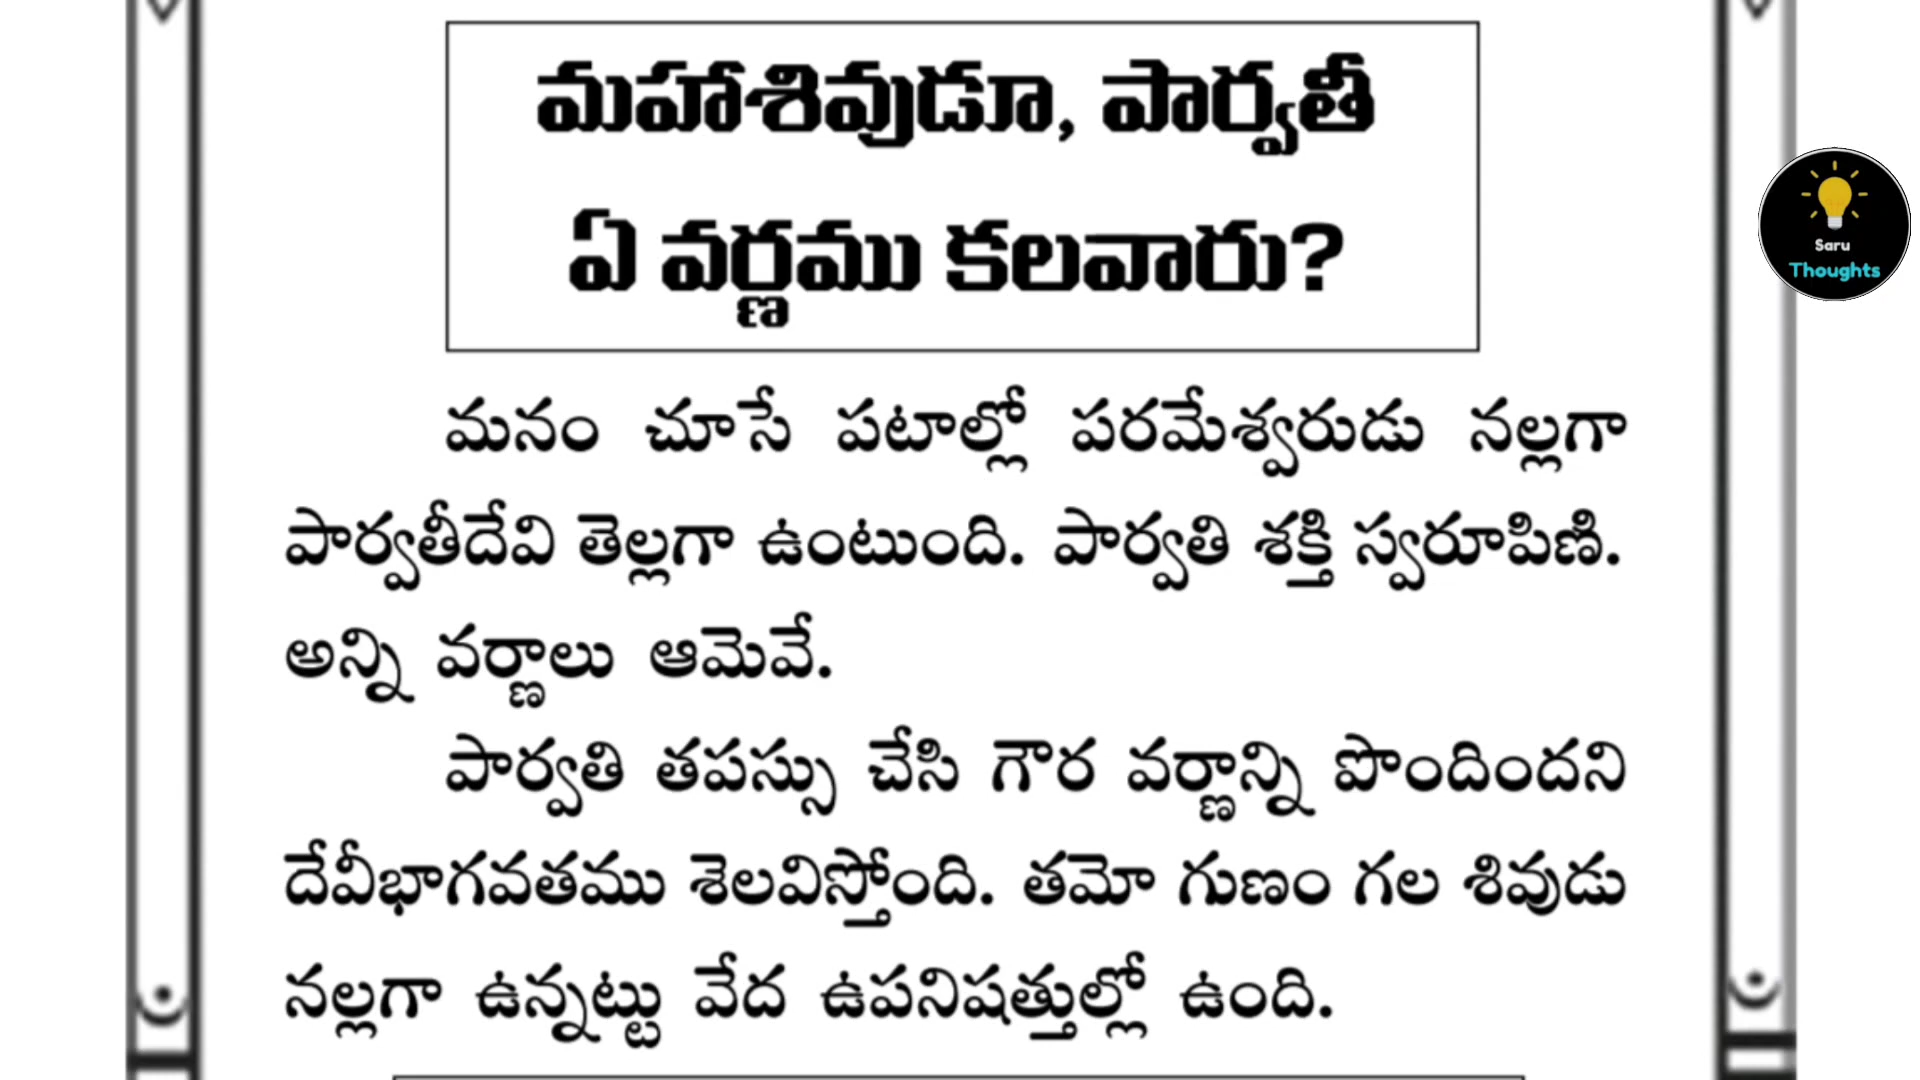 మహాశివుడూ, పార్వతీ
ఏ వర్ణము కలవారు?
Saru
Thoughts
మనం చూసే పటాల్లో పరమేశ్వరుడు నల్లగా
పార్వతీదేవి తెల్లగా ఉంటుంది. పార్వతి శక్తి స్వరూపిణి.
అన్ని వర్ణాలు ఆమెవే.
పార్వతి తపస్సు చేసి గౌర వర్ణాన్ని పొందిందని
దేవీభాగవతము శెలవిస్తోంది. తమో గుణం గల శివుడు
నల్లగా ఉన్నట్టు వేద ఉపనిషత్తుల్లో ఉంది.